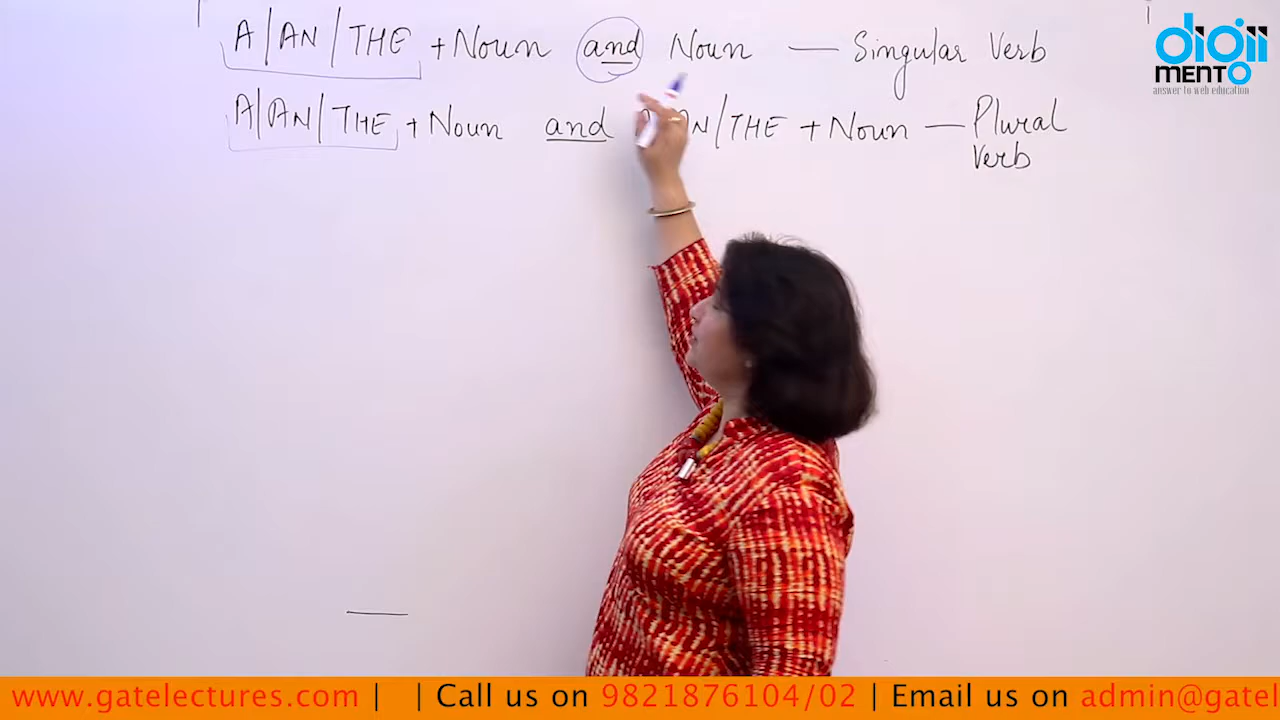 A/AN/THE + Noun and Noun — Singular Verb
A/AN/THE + Noun and AN/THE + Noun — Plural
Verb
digii
MENTO
answer to web education
www.gatelectures.com | | Call us on 9821876104/02 | Email us on admin@gatel